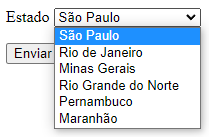 Estado São Paulo
São Paulo
Rio de Janeiro
Enviar Minas Gerais
Rio Grande do Norte
Pernambuco
Maranhão